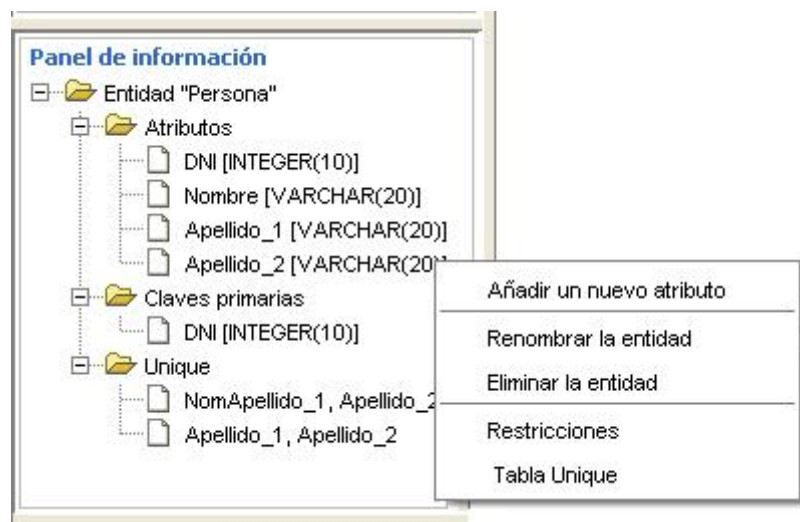 Panel de información
Entidad "Persona"
Atributos
DNI [INTEGER(10)]
Nombre [VARCHAR(20)]
Apellido_1 [VARCHAR(20)]
Apellido_2 [VARCHAR(20)]
Claves primarias
DNI [INTEGER(10)]
Unique
NomApellido_1, Apellido_2
Apellido_1, Apellido_2
Añadir un nuevo atributo
Renombrar la entidad
Eliminar la entidad
Restricciones
Tabla Unique